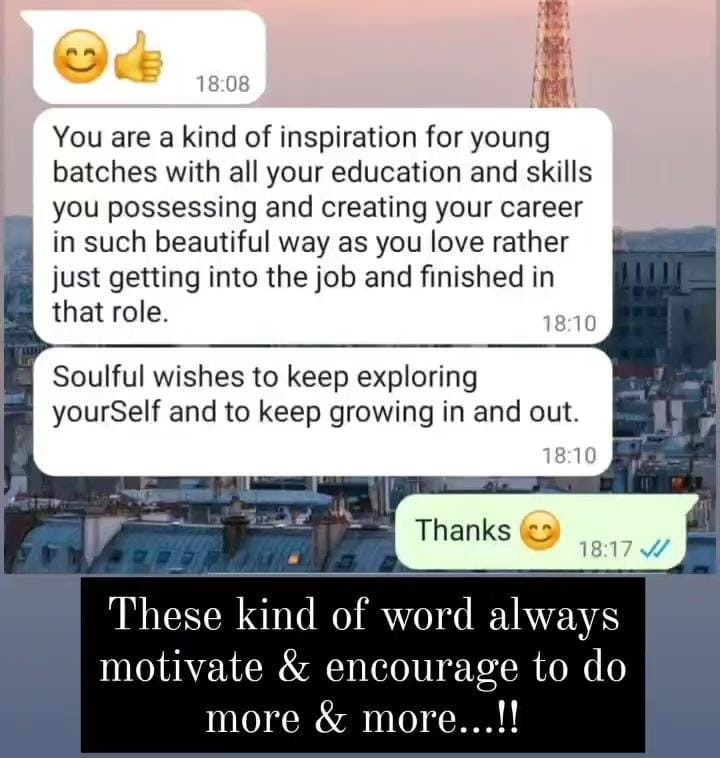 😊👍 18:08
You are a kind of inspiration for young
batches with all your education and skills
you possessing and creating your career
in such beautiful way as you love rather
just getting into the job and finished in
that role.
18:10
Soulful wishes to keep exploring
yourSelf and to keep growing in and out.
18:10
Thanks 😊 18:17
These kind of word always
motivate & encourage to do
more & more...!!